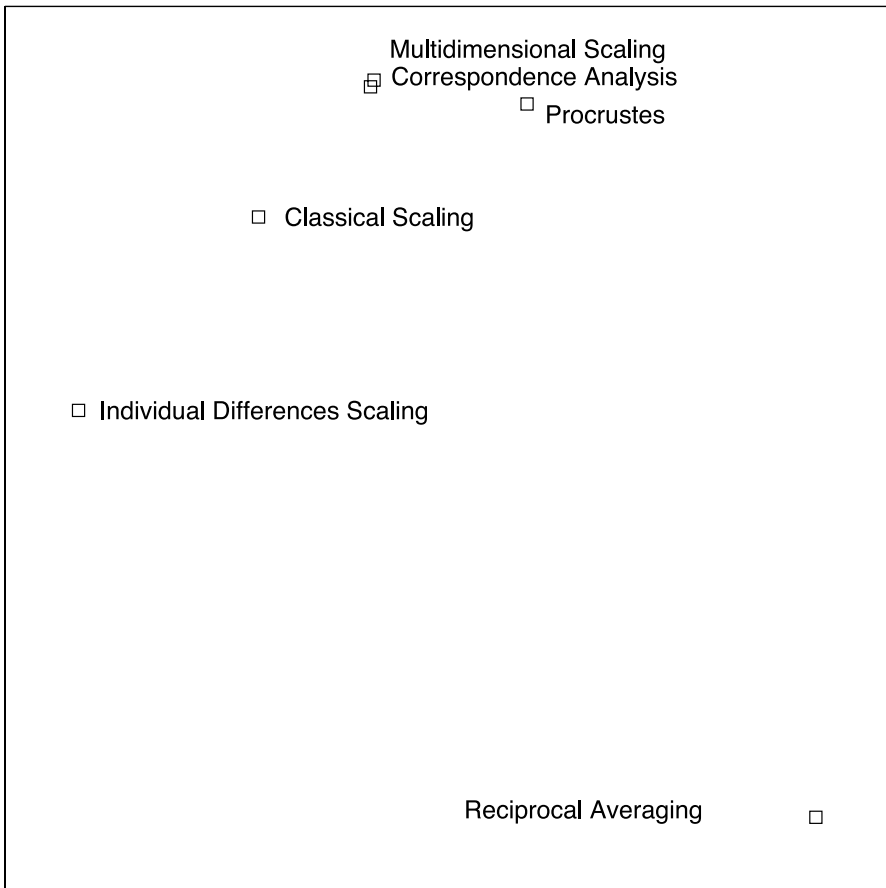 Multidimensional Scaling
Correspondence Analysis
Procrustes
Classical Scaling
Individual Differences Scaling
Reciprocal Averaging